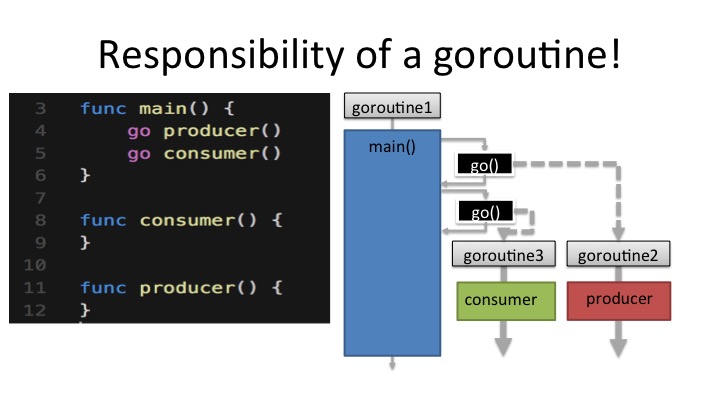 Responsibility of a goroutine!
3 func main() {
4 go producer()
5 go consumer()
6 }
7
8 func consumer() {
9 }
10
11 func producer() {
12 }
goroutine1
main()
go()
go()
goroutine3
goroutine2
consumer
producer